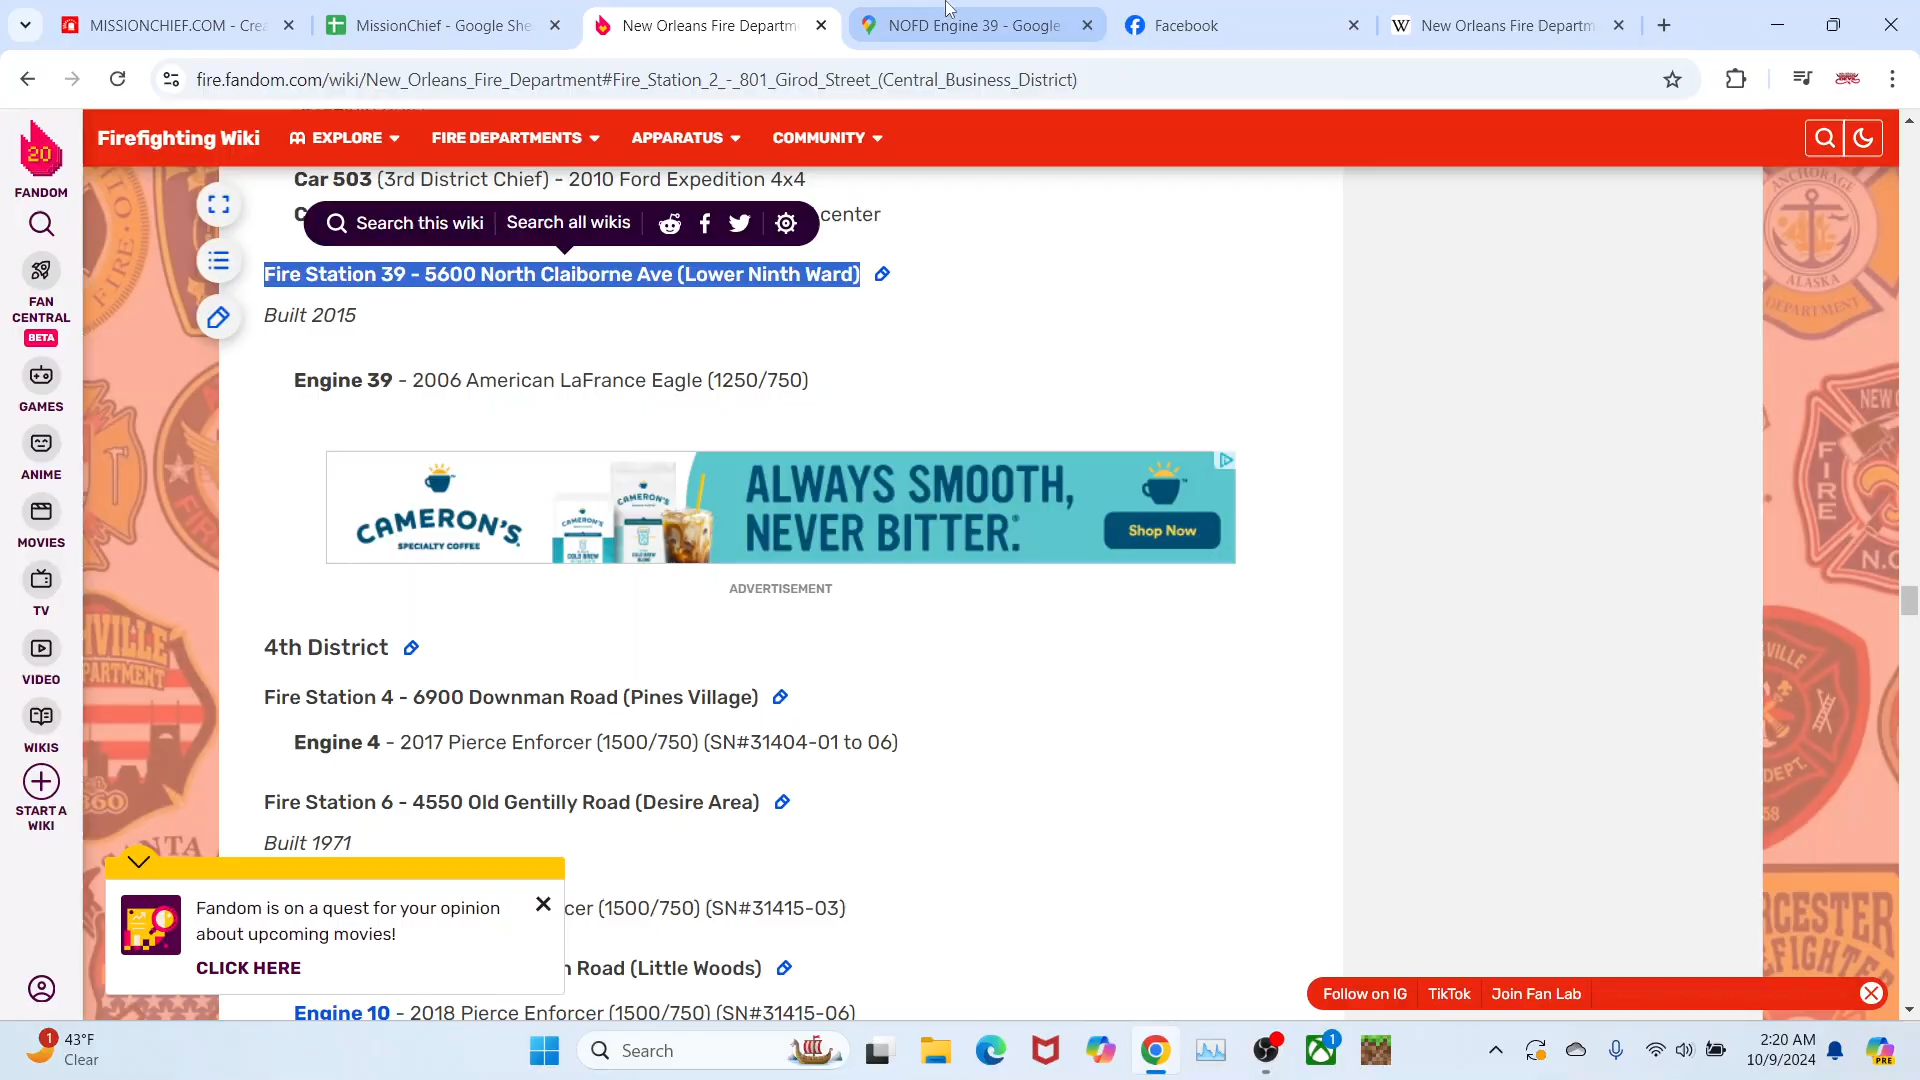 MISSIONCHIEF.COM - Crea
MissionChief - Google She
New Orleans Fire Departm
NOFD Engine 39 - Google
Facebook
New Orleans Fire Departm
fire.fandom.com/wiki/New_Orleans_Fire_Department#Fire_Station_2_-_801_Girod_Street_(Central_Business_District)
Firefighting Wiki
EXPLORE
FIRE DEPARTMENTS
APPARATUS
COMMUNITY
20
FANDOM
FAN CENTRAL
BETA
GAMES
ANIME
MOVIES
TV
VIDEO
WIKIS
START A WIKI
Car 503 (3rd District Chief) - 2010 Ford Expedition 4x4
center
Search this wiki
Search all wikis
Fire Station 39 - 5600 North Claiborne Ave (Lower Ninth Ward)
Built 2015
Engine 39 - 2006 American LaFrance Eagle (1250/750)
CAMERON'S
SPECIALTY COFFEE
ALWAYS SMOOTH,
NEVER BITTER.
Shop Now
ADVERTISEMENT
4th District
Fire Station 4 - 6900 Downman Road (Pines Village)
Engine 4 - 2017 Pierce Enforcer (1500/750) (SN#31404-01 to 06)
Fire Station 6 - 4550 Old Gentilly Road (Desire Area)
Built 1971
cer (1500/750) (SN#31415-03)
Road (Little Woods)
Engine 10 - 2018 Pierce Enforcer (1500/750) (SN#31415-06)
Fandom is on a quest for your opinion
about upcoming movies!
CLICK HERE
Follow on IG
TikTok
Join Fan Lab
1
43°F
Clear
Search
1
2:20 AM
10/9/2024
PRE